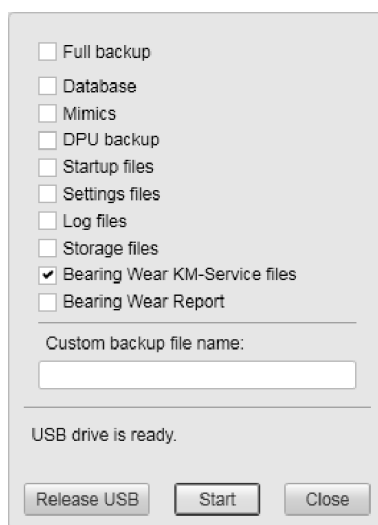 Full backup
Database
Mimics
DPU backup
Startup files
Settings files
Log files
Storage files
Bearing Wear KM-Service files
Bearing Wear Report
Custom backup file name:
USB drive is ready.
Release USB Start Close